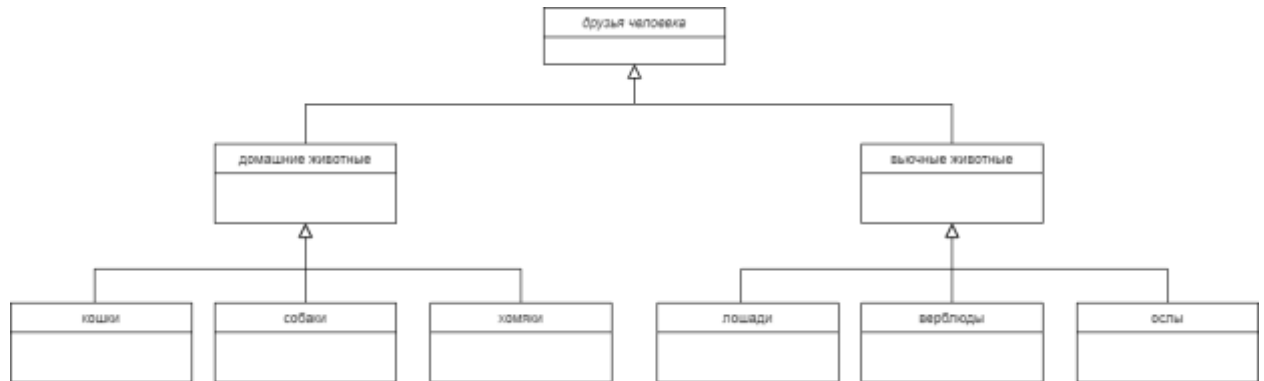 друзья человека
домашние животные
вьючные животные
кошки
собаки
хомяки
лошади
верблюды
ослы